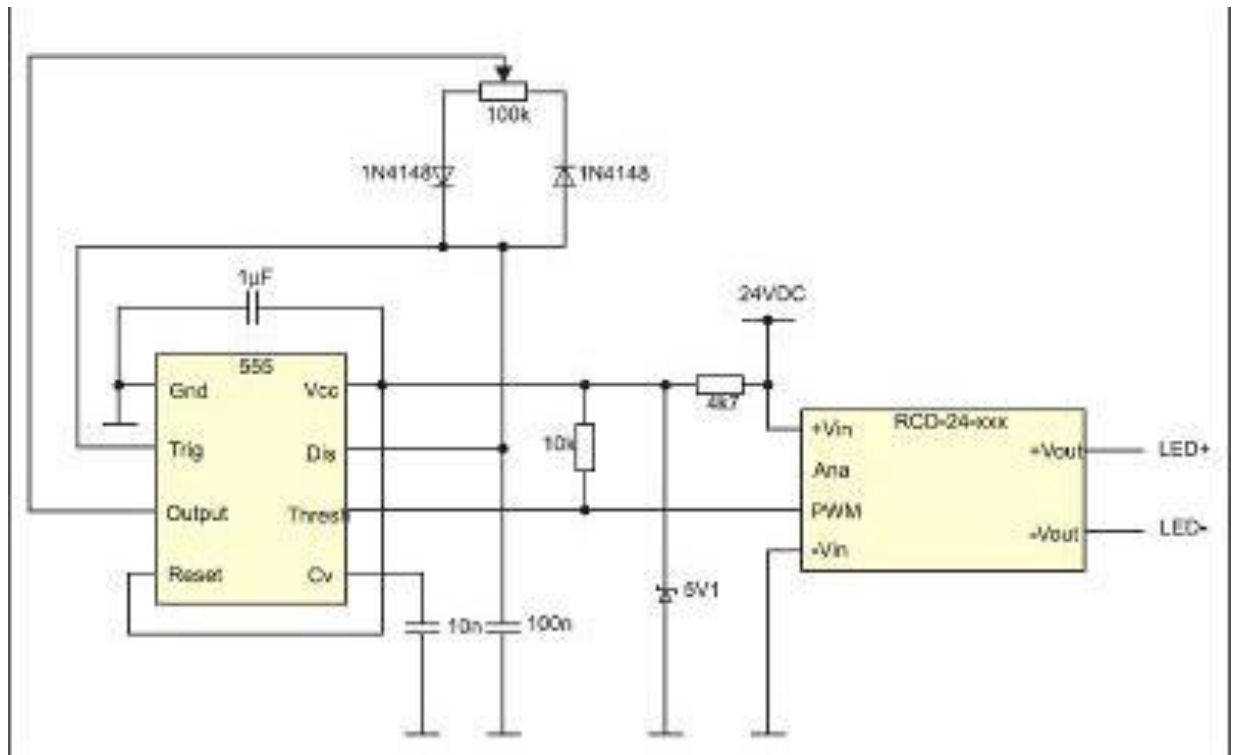 100k
1N4148
1N4148
1µF
24VDC
555
Gnd
Vcc
4k7
RCD-24-xxx
+Vin
10k
+Vout
LED+
Trig
Dis
Ana
Output
Thresh
PWM
-Vout
LED-
-Vin
Reset
Cv
5V1
10n
100n